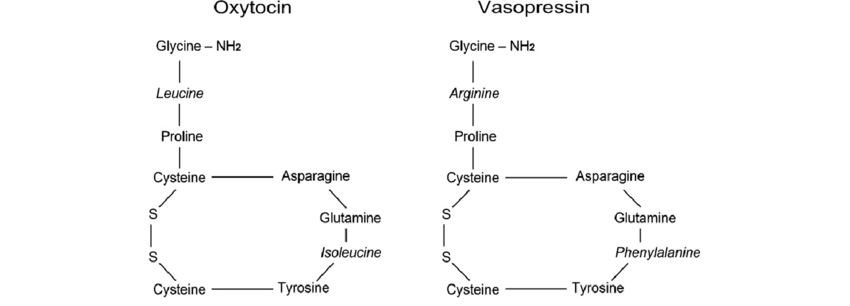 Oxytocin Vasopressin
Glycine – NH2 Glycine – NH2
Leucine Arginine
Proline Proline
Cysteine Asparagine Cysteine Asparagine
S Glutamine S Glutamine
S Isoleucine S Phenylalanine
Cysteine Tyrosine Cysteine Tyrosine